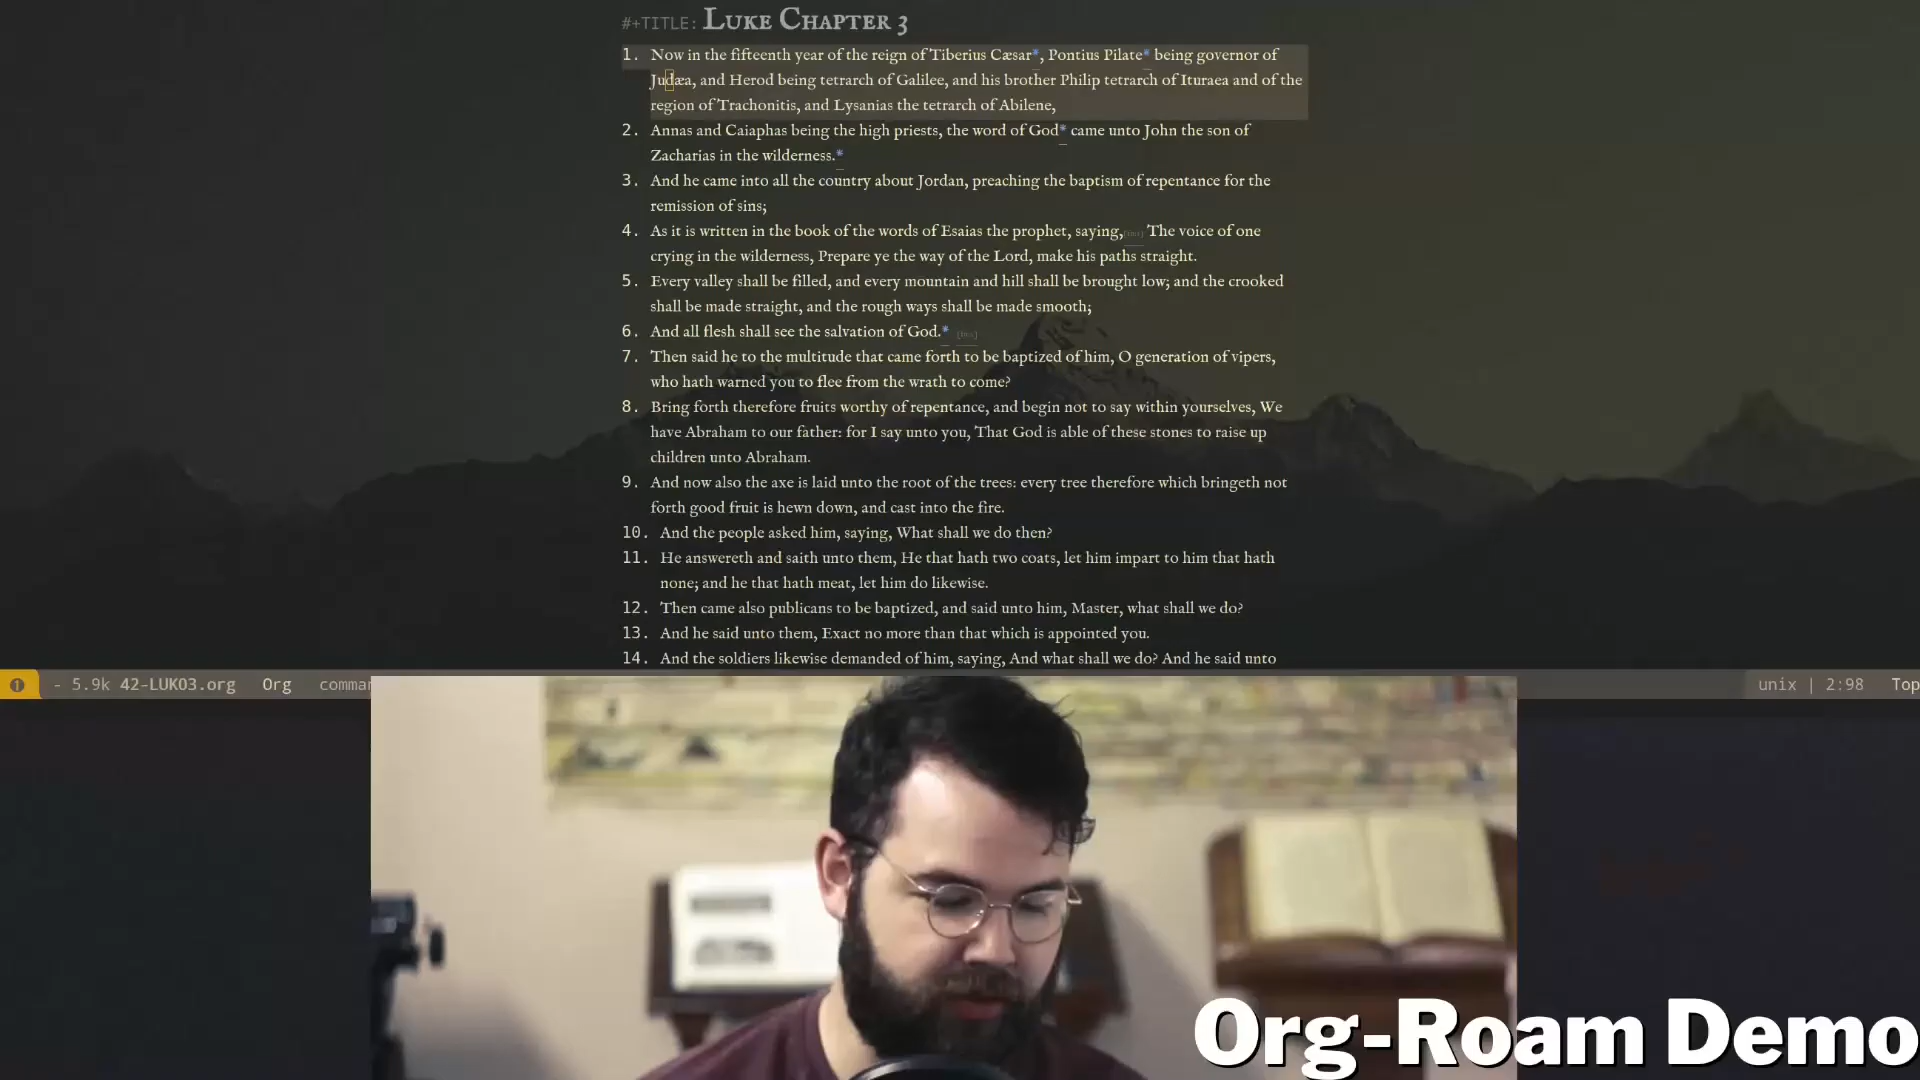 #+TITLE: Luke Chapter 3
1. Now in the fifteenth year of the reign of Tiberius Cæsar*, Pontius Pilate* being governor of
Judæa, and Herod being tetrarch of Galilee, and his brother Philip tetrarch of Ituraea and of the
region of Trachonitis, and Lysanias the tetrarch of Abilene,
2. Annas and Caiaphas being the high priests, the word of God* came unto John the son of
Zacharias in the wilderness.*
3. And he came into all the country about Jordan, preaching the baptism of repentance for the
remission of sins;
4. As it is written in the book of the words of Esaias the prophet, saying, The voice of one
crying in the wilderness, Prepare ye the way of the Lord, make his paths straight.
5. Every valley shall be filled, and every mountain and hill shall be brought low; and the crooked
shall be made straight, and the rough ways shall be made smooth;
6. And all flesh shall see the salvation of God.*
7. Then said he to the multitude that came forth to be baptized of him, O generation of vipers,
who hath warned you to flee from the wrath to come?
8. Bring forth therefore fruits worthy of repentance, and begin not to say within yourselves, We
have Abraham to our father: for I say unto you, That God is able of these stones to raise up
children unto Abraham.
9. And now also the axe is laid unto the root of the trees: every tree therefore which bringeth not
forth good fruit is hewn down, and cast into the fire.
10. And the people asked him, saying, What shall we do then?
11. He answereth and saith unto them, He that hath two coats, let him impart to him that hath
none; and he that hath meat, let him do likewise.
12. Then came also publicans to be baptized, and said unto him, Master, what shall we do?
13. And he said unto them, Exact no more than that which is appointed you.
14. And the soldiers likewise demanded of him, saying, And what shall we do? And he said unto
1 - 5.9k 42-LUK03.org Org comma unix | 2:98 Top
Org-Roam Demo